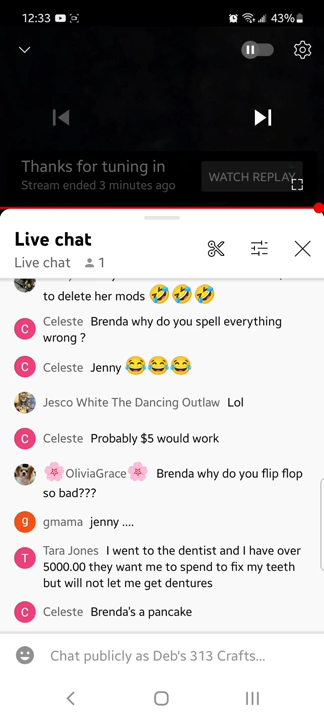 12:33
43%
Thanks for tuning in
Stream ended 3 minutes ago
WATCH REPLAY
Live chat
Live chat 1
to delete her mods 🤣🤣🤣
C Celeste Brenda why do you spell everything
wrong ?
C Celeste Jenny 😂😂😂
Jesco White The Dancing Outlaw Lol
C Celeste Probably $5 would work
🌸OliviaGrace🌸 Brenda why do you flip flop
so bad???
g gmama jenny ....
T Tara Jones I went to the dentist and I have over
5000.00 they want me to spend to fix my teeth
but will not let me get dentures
C Celeste Brenda's a pancake
Chat publicly as Deb's 313 Crafts...